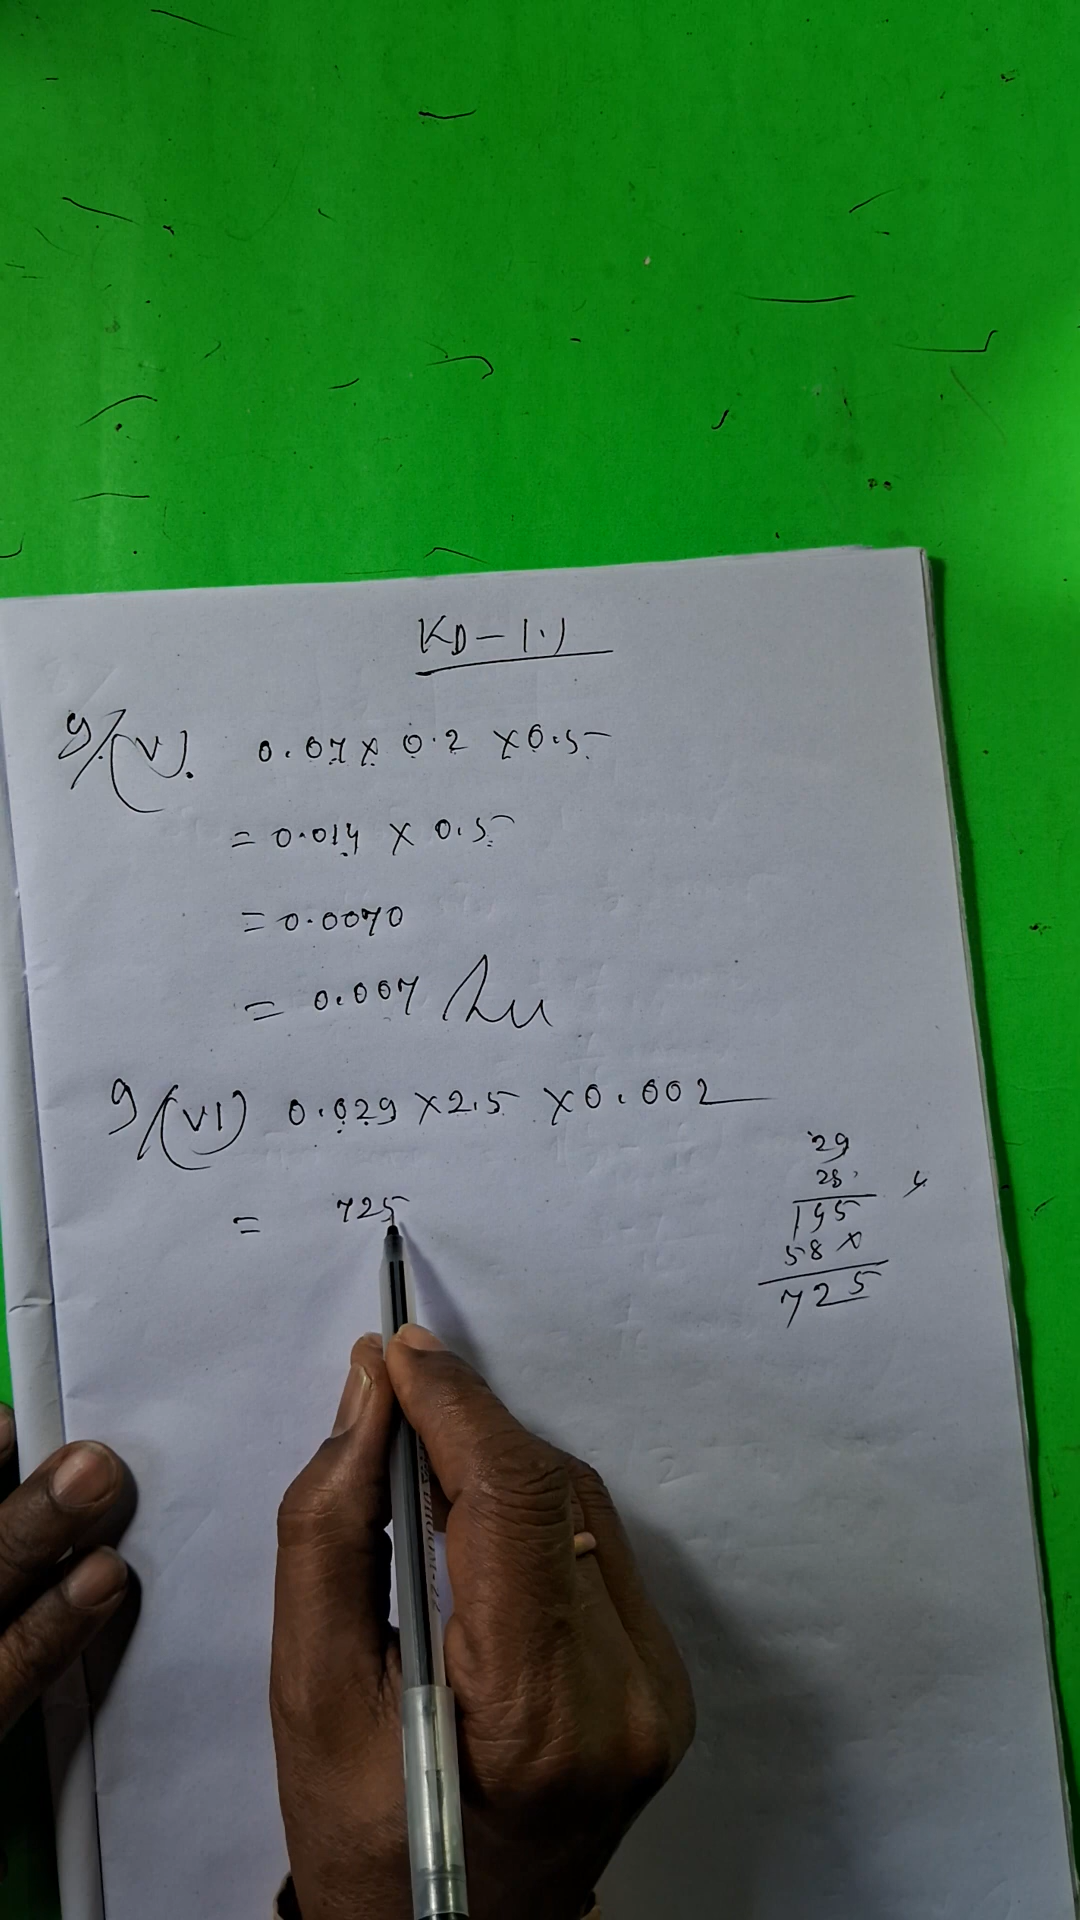 KD-1.1
9/(V). 0.07 x 0.2 x 0.5
= 0.014 x 0.5
= 0.0070
= 0.007
9/(VI) 0.029 x 2.5 x 0.002
= 725
29
25
145
58 x
725